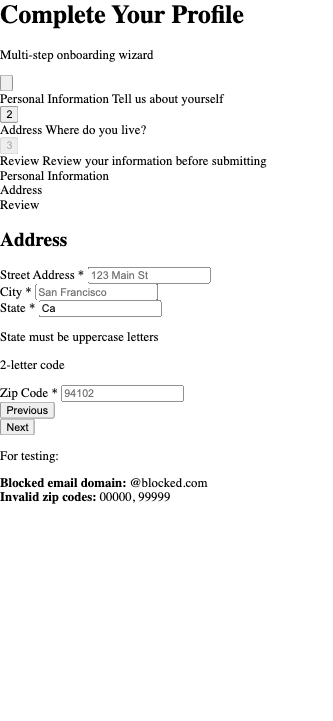 Complete Your Profile
Multi-step onboarding wizard
Personal Information Tell us about yourself
2
Address Where do you live?
3
Review Review your information before submitting
Personal Information
Address
Review
Address
Street Address * 123 Main St
City * San Francisco
State * Ca
State must be uppercase letters
2-letter code
Zip Code * 94102
Previous
Next
For testing:
Blocked email domain: @blocked.com
Invalid zip codes: 00000, 99999